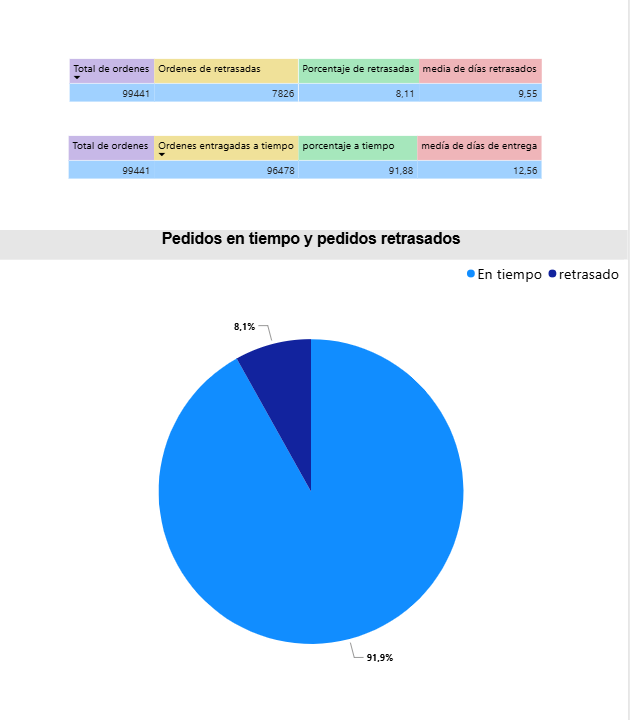 Total de ordenes Ordenes de retrasadas Porcentaje de retrasadas media de días retrasados
99441 7826 8,11 9,55
Total de ordenes Ordenes entragadas a tiempo porcentaje a tiempo medía de días de entrega
99441 96478 91,88 12,56
Pedidos en tiempo y pedidos retrasados
En tiempo retrasado
8,1%
91,9%